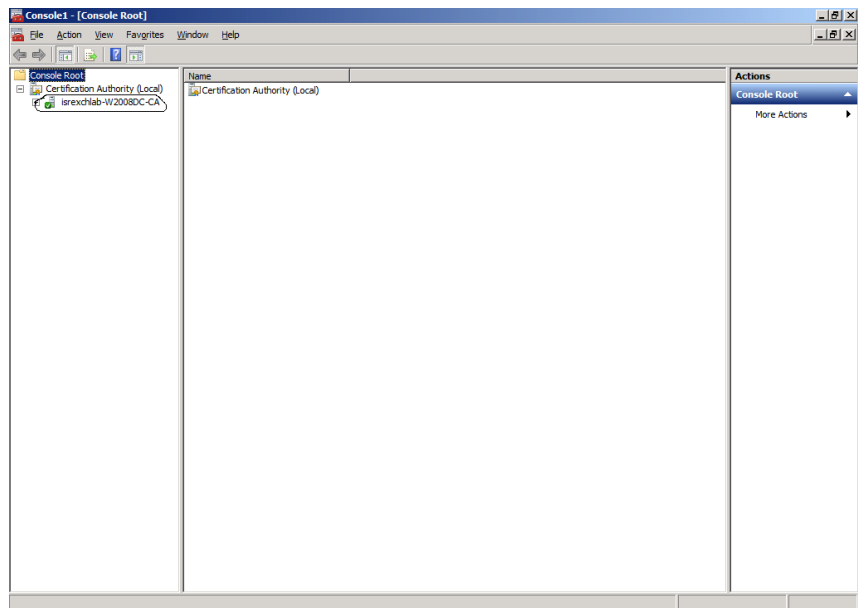 Console1 - [Console Root]
File Action View Favorites Window Help
Console Root
Certification Authority (Local)
isrexchlab-W2008DC-CA
Name
Certification Authority (Local)
Actions
Console Root
More Actions